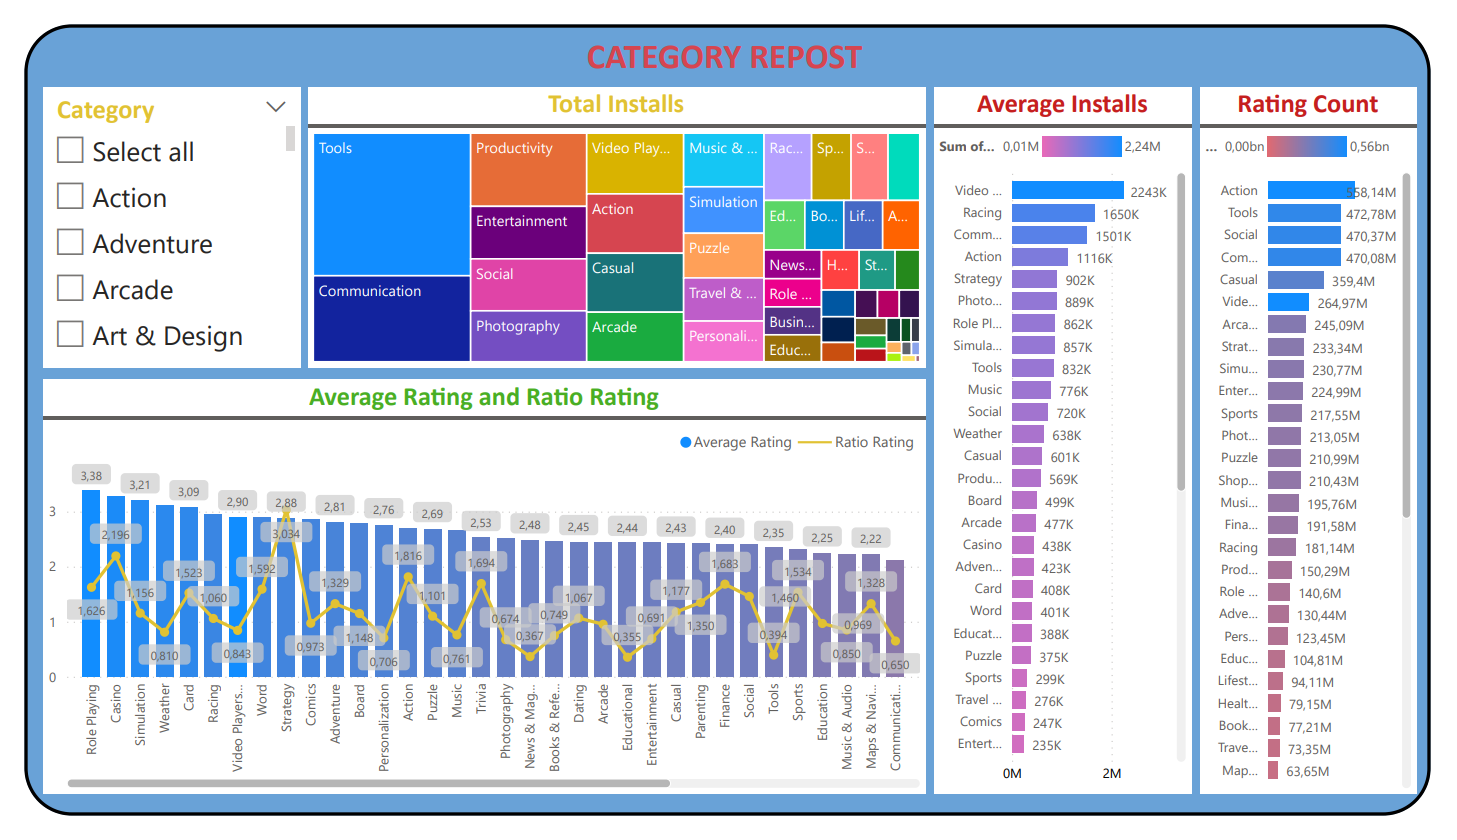 CATEGORY REPOST
Category
Select all
Action
Adventure
Arcade
Art & Design
Total Installs
Tools
Communication
Productivity
Entertainment
Social
Photography
Video Play...
Action
Casual
Arcade
Music & ...
Simulation
Puzzle
Travel & ...
Personali...
Rac...
Sp...
S...
Ed...
Bo...
Lif...
A...
News...
H...
St...
Role ...
Busin...
Educ...
Average Installs
Sum of... 0,01M 2,24M
Video ... 2243K
Racing 1650K
Comm... 1501K
Action 1116K
Strategy 902K
Photo... 889K
Role Pl... 862K
Simula... 857K
Tools 832K
Music 776K
Social 720K
Weather 638K
Casual 601K
Produ... 569K
Board 499K
Arcade 477K
Casino 438K
Adven... 423K
Card 408K
Word 401K
Educat... 388K
Puzzle 375K
Sports 299K
Travel ... 276K
Comics 247K
Entert... 235K
0M 2M
Rating Count
... 0,00bn 0,56bn
Action 558,14M
Tools 472,78M
Social 470,37M
Com... 470,08M
Casual 359,4M
Vide... 264,97M
Arca... 245,09M
Strat... 233,34M
Simu... 230,77M
Enter... 224,99M
Sports 217,55M
Phot... 213,05M
Puzzle 210,99M
Shop... 210,43M
Musi... 195,76M
Fina... 191,58M
Racing 181,14M
Prod... 150,29M
Role ... 140,6M
Adve... 130,44M
Pers... 123,45M
Educ... 104,81M
Lifest... 94,11M
Healt... 79,15M
Book... 77,21M
Trave... 73,35M
Map... 63,65M
Average Rating and Ratio Rating
Average Rating Ratio Rating
3,38 3,21 3,09 2,90 2,88 2,81 2,76 2,69 2,53 2,48 2,45 2,44 2,43 2,40 2,35 2,25 2,22
1,626 2,196 1,156 0,810 1,523 1,060 0,843 1,592 3,034 0,973 1,329 1,148 0,706 1,816 1,101 0,761 1,694 0,674 0,367 0,749 1,067 0,355 0,691 1,177 1,350 1,683 1,460 0,394 1,534 0,850 0,969 1,328 0,650
3
2
1
0
Role Playing
Casino
Simulation
Weather
Card
Racing
Video Players...
Word
Strategy
Comics
Adventure
Board
Personalization
Action
Puzzle
Music
Trivia
Photography
News & Mag...
Books & Refe...
Dating
Arcade
Educational
Entertainment
Casual
Parenting
Finance
Social
Tools
Sports
Education
Music & Audio
Maps & Navi...
Communicati...